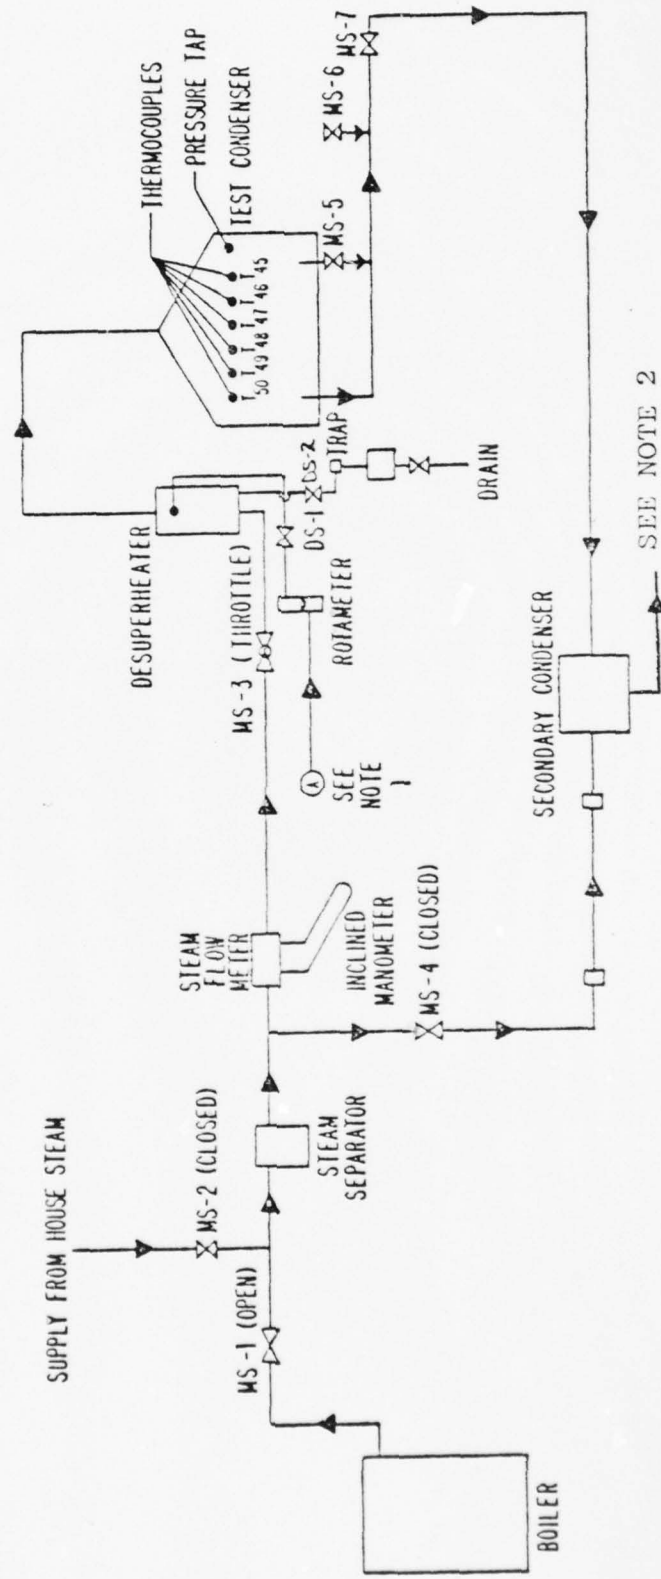 SUPPLY FROM HOUSE STEAM
MS-2 (CLOSED)
MS-1 (OPEN)
BOILER
STEAM
SEPARATOR
STEAM
FLOW
METER
INCLINED
MANOMETER
MS-4 (CLOSED)
MS-3 (THROTTLE)
DESUPERHEATER
A
SEE
NOTE
1
ROTAMETER
DS-1
DS-2
TRAP
DRAIN
THERMOCOUPLES
PRESSURE TAP
TEST CONDENSER
T50 T49 T48 T47 T46 T45
MS-5
MS-6
MS-7
SECONDARY CONDENSER
SEE NOTE 2